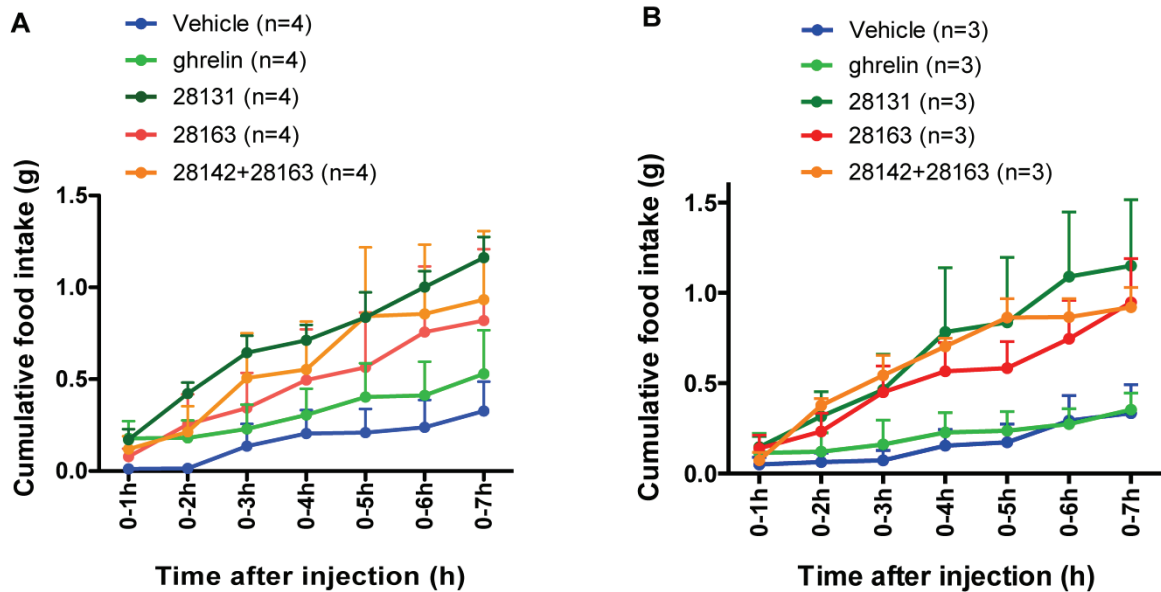 A
Vehicle (n=4)
ghrelin (n=4)
28131 (n=4)
28163 (n=4)
28142+28163 (n=4)
Cumulative food intake (g)
1.5
1.0
0.5
0.0
0-1h
0-2h
0-3h
0-4h
0-5h
0-6h
0-7h
Time after injection (h)
B
Vehicle (n=3)
ghrelin (n=3)
28131 (n=3)
28163 (n=3)
28142+28163 (n=3)
Cumulative food intake (g)
1.5
1.0
0.5
0.0
0-1h
0-2h
0-3h
0-4h
0-5h
0-6h
0-7h
Time after injection (h)